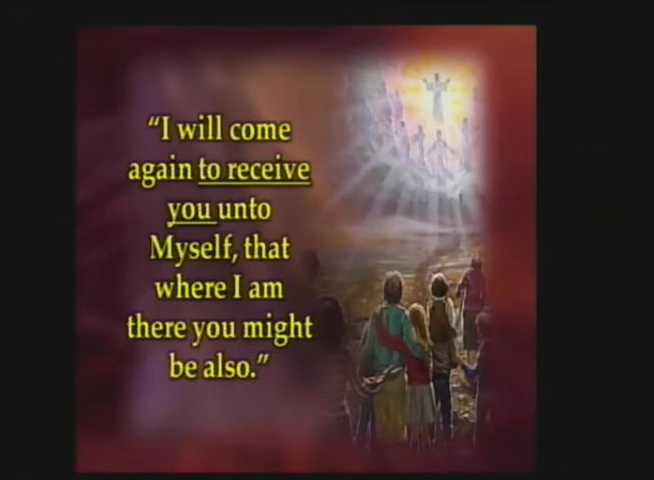 “I will come
again to receive
you unto
Myself, that
where I am
there you might
be also.”